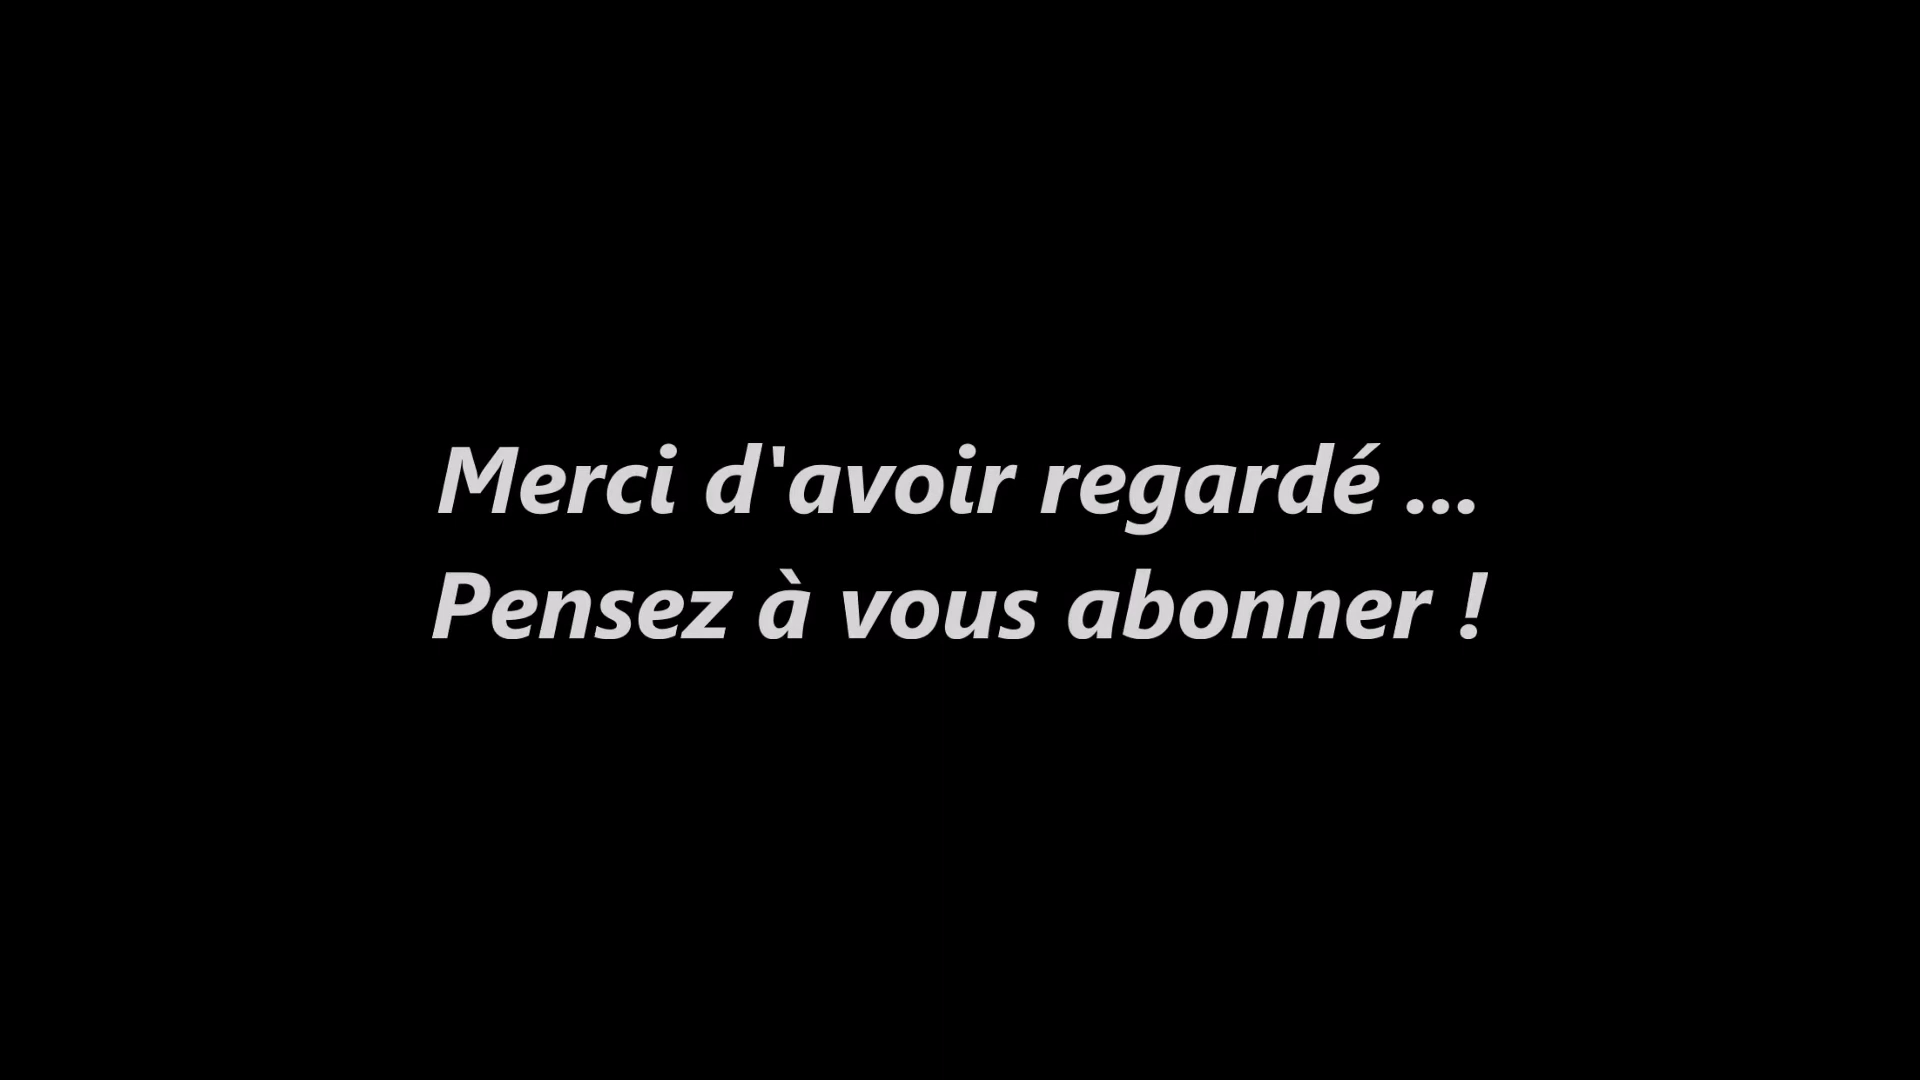 Merci d'avoir regardé ...
Pensez à vous abonner !